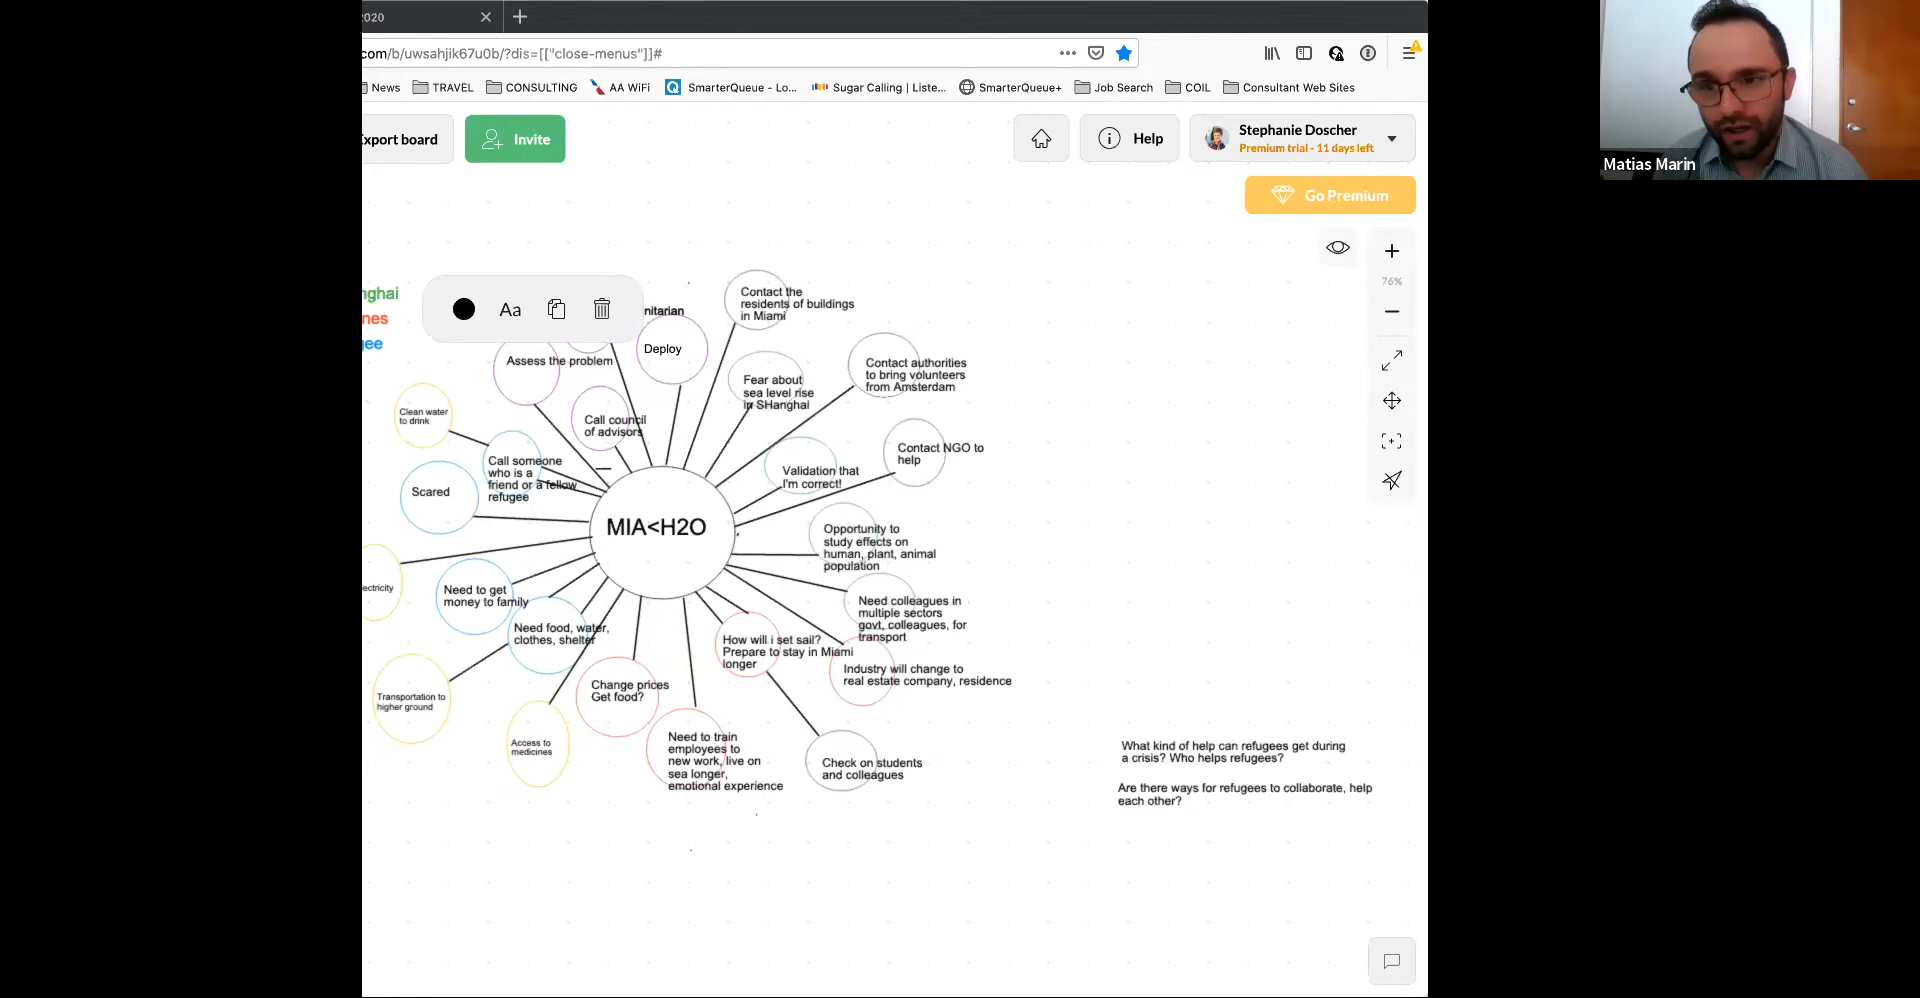 2020
com/b/uwsahjik67u0b/?dis=[["close-menus"]]#
News
TRAVEL
CONSULTING
AA WiFi
SmarterQueue - Lo...
Sugar Calling | Liste...
SmarterQueue+
Job Search
COIL
Consultant Web Sites
Export board
Invite
Help
Stephanie Doscher
Premium trial - 11 days left
Go Premium
Matias Marin
76%
nghai
nes
gee
Aa
nitarian
Deploy
Assess the problem
Call council
of advisors
Contact the
residents of buildings
in Miami
Fear about
sea level rise
in SHanghai
Contact authorities
to bring volunteers
from Amsterdam
Contact NGO to
help
Validation that
I'm correct!
Clean water
to drink
Call someone
who is a
friend or a fellow
refugee
Scared
MIA<H2O
Opportunity to
study effects on
human, plant, animal
population
ectricity
Need to get
money to family
Need colleagues in
multiple sectors
govt, colleagues, for
transport
Need food, water,
clothes, shelter
How will i set sail?
Prepare to stay in Miami
longer
Industry will change to
real estate company, residence
Change prices
Get food?
Transportation to
higher ground
Access to
medicines
Need to train
employees to
new work, live on
sea longer,
emotional experience
Check on students
and colleagues
What kind of help can refugees get during
a crisis? Who helps refugees?
Are there ways for refugees to collaborate, help
each other?